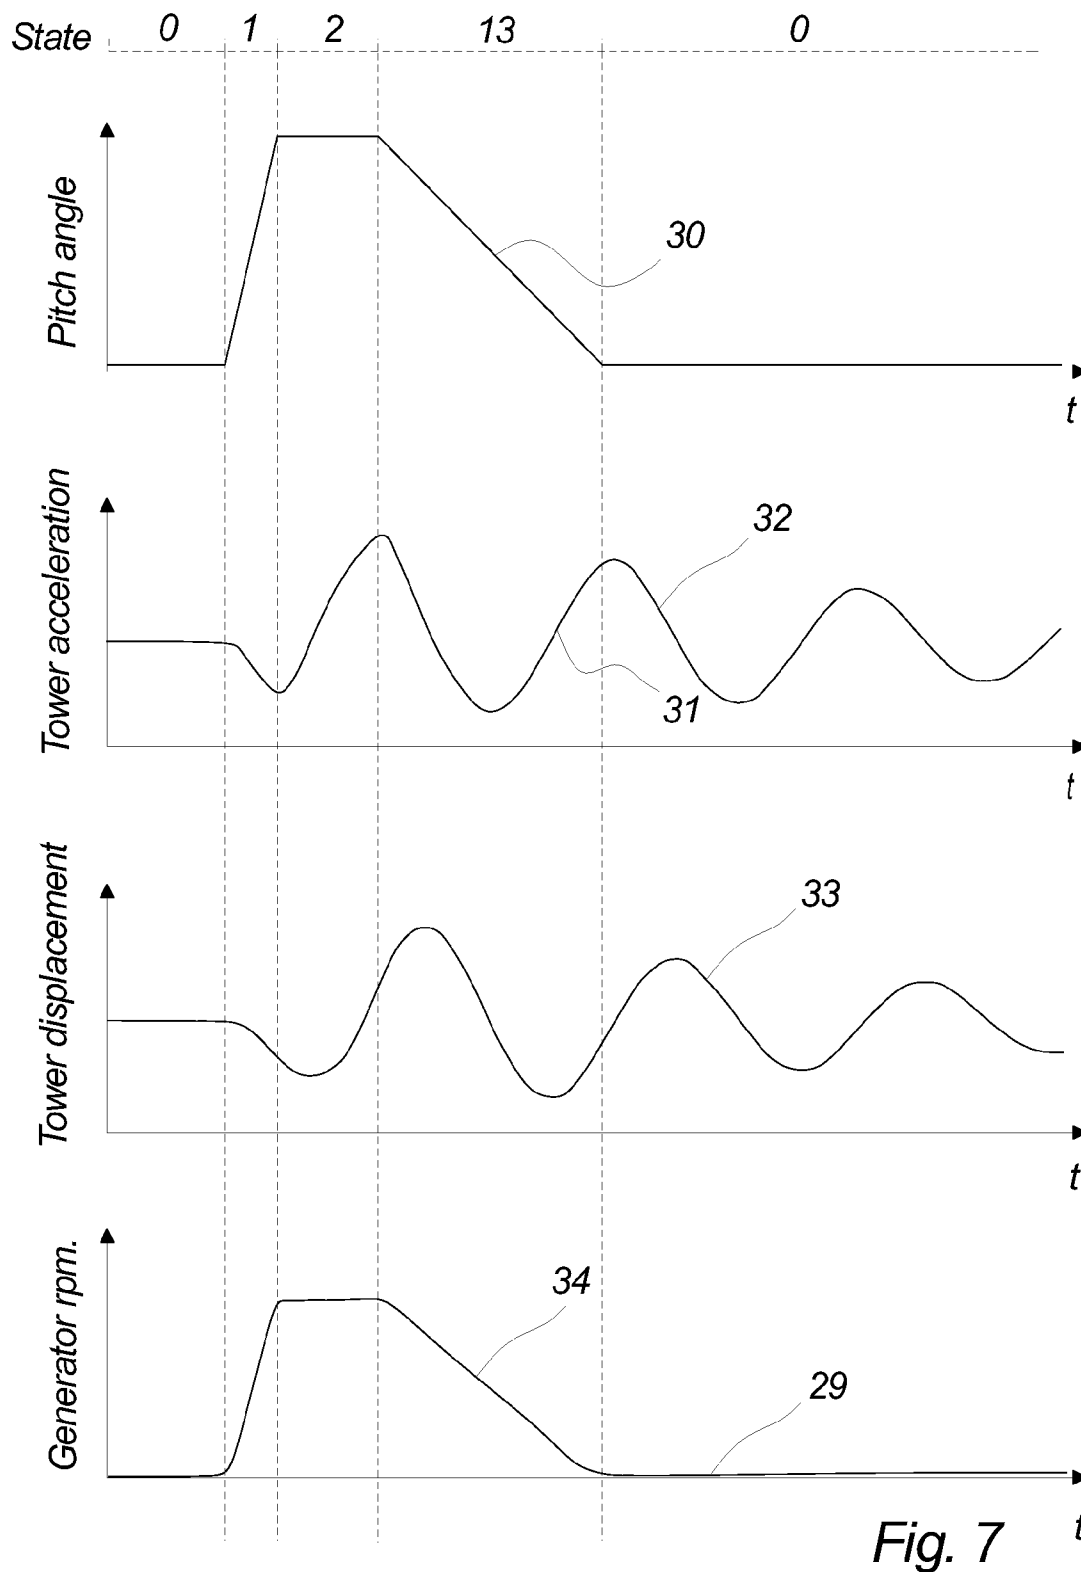 State 0 1 2 13 0
Pitch angle
30
t
Tower acceleration
32
31
t
Tower displacement
33
t
Generator rpm.
34
29
t
Fig. 7